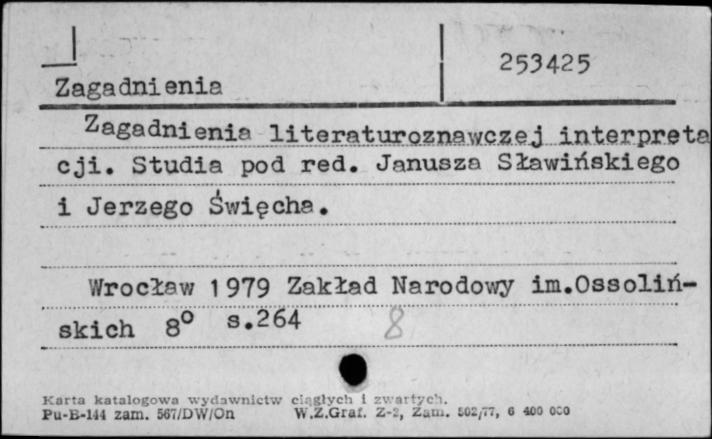 253425
Zagadnienia
Zagadnienia literaturoznawczej interpreta
cji. Studia pod red. Janusza Sławińskiego
i Jerzego Święcha.
Wrocław 1979 Zakład Narodowy im.Ossoliń-
skich 8° s.264 8
Karta katalogowa wydawnictw ciągłych i zwartych.
Pu-B-144 zam. 567/DW/On W.Z.Graf. Z-2, Zam. 502/77, 6 400 000